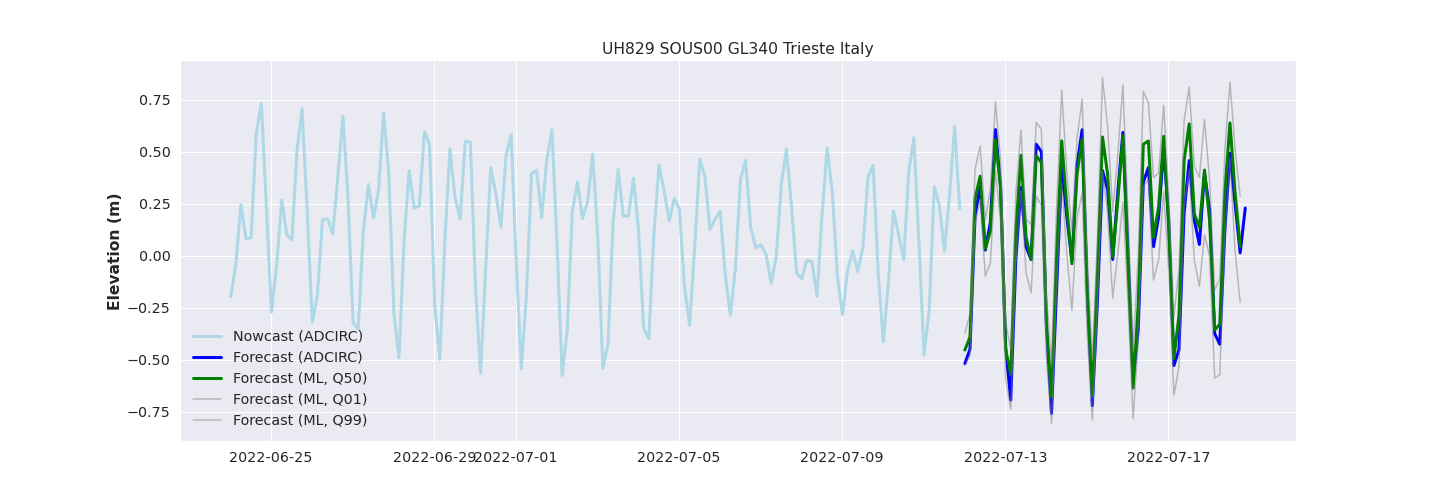 UH829 SOUS00 GL340 Trieste Italy
Elevation (m)
0.75
0.50
0.25
0.00
−0.25
−0.50
−0.75
Nowcast (ADCIRC)
Forecast (ADCIRC)
Forecast (ML, Q50)
Forecast (ML, Q01)
Forecast (ML, Q99)
2022-06-25 2022-06-29 2022-07-01 2022-07-05 2022-07-09 2022-07-13 2022-07-17